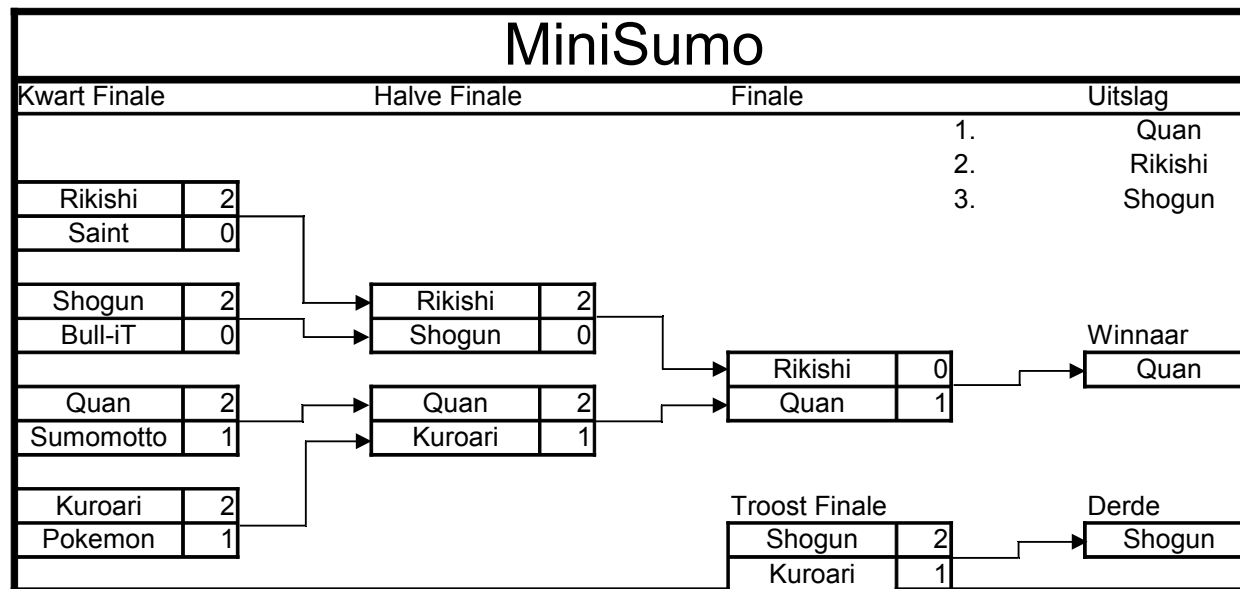 MiniSumo
Kwart Finale Halve Finale Finale Uitslag
1. Quan
2. Rikishi
Rikishi 2 3. Shogun
Saint 0
Shogun 2 Rikishi 2
Bull-iT 0 Shogun 0 Winnaar
Rikishi 0 Quan
Quan 2 Quan 2 Quan 1
Sumomotto 1 Kuroari 1
Kuroari 2 Troost Finale Derde
Pokemon 1 Shogun 2 Shogun
Kuroari 1